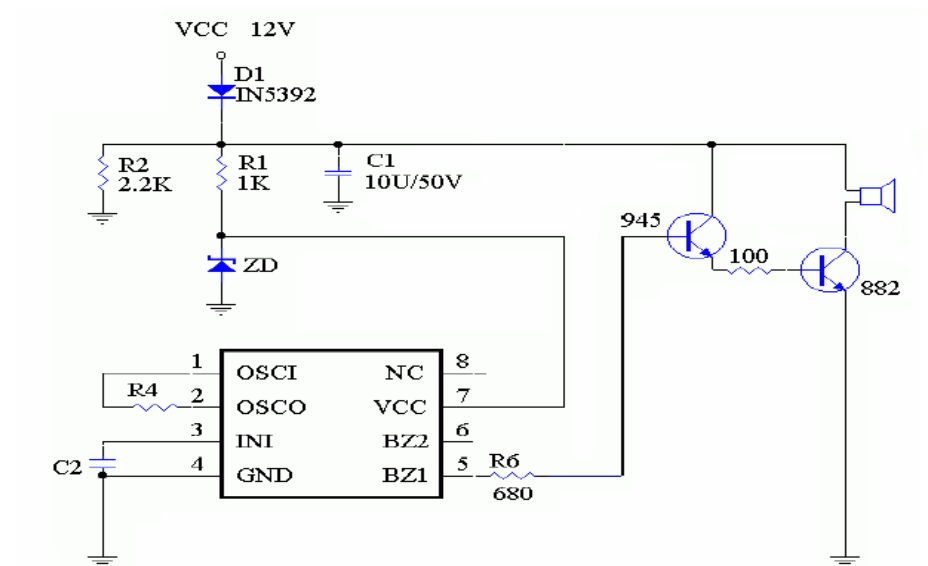 VCC 12V
D1
IN5392
R2
2.2K
R1
1K
C1
10U/50V
945
100
882
ZD
1
OSCI
NC
8
R4
2
OSCO
VCC
7
3
INI
BZ2
6
C2
4
GND
BZ1
5
R6
680